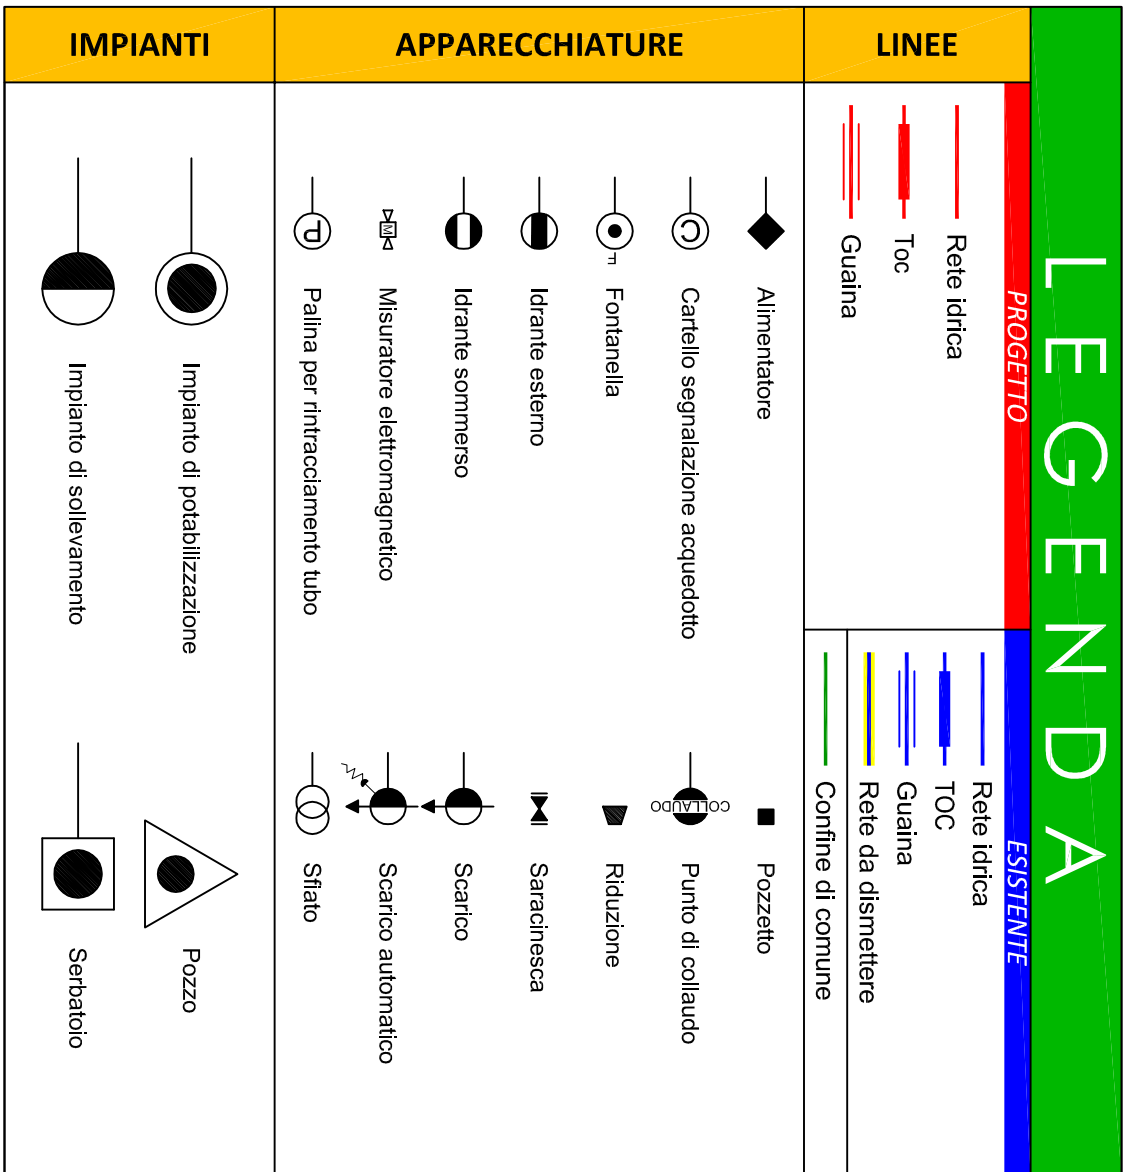 LEGENDA
LINEE
PROGETTO
Rete idrica
Toc
Guaina
ESISTENTE
Rete idrica
TOC
Guaina
Rete da dismettere
Confine di comune
APPARECCHIATURE
Alimentatore
C Cartello segnalazione acquedotto
F Fontanella
Idrante esterno
Idrante sommerso
M Misuratore elettromagnetico
P Palina per rintracciamento tubo
Pozzetto
COLLAUDO Punto di collaudo
Riduzione
Saracinesca
Scarico
Scarico automatico
Sfiato
IMPIANTI
Impianto di potabilizzazione
Impianto di sollevamento
Pozzo
Serbatoio